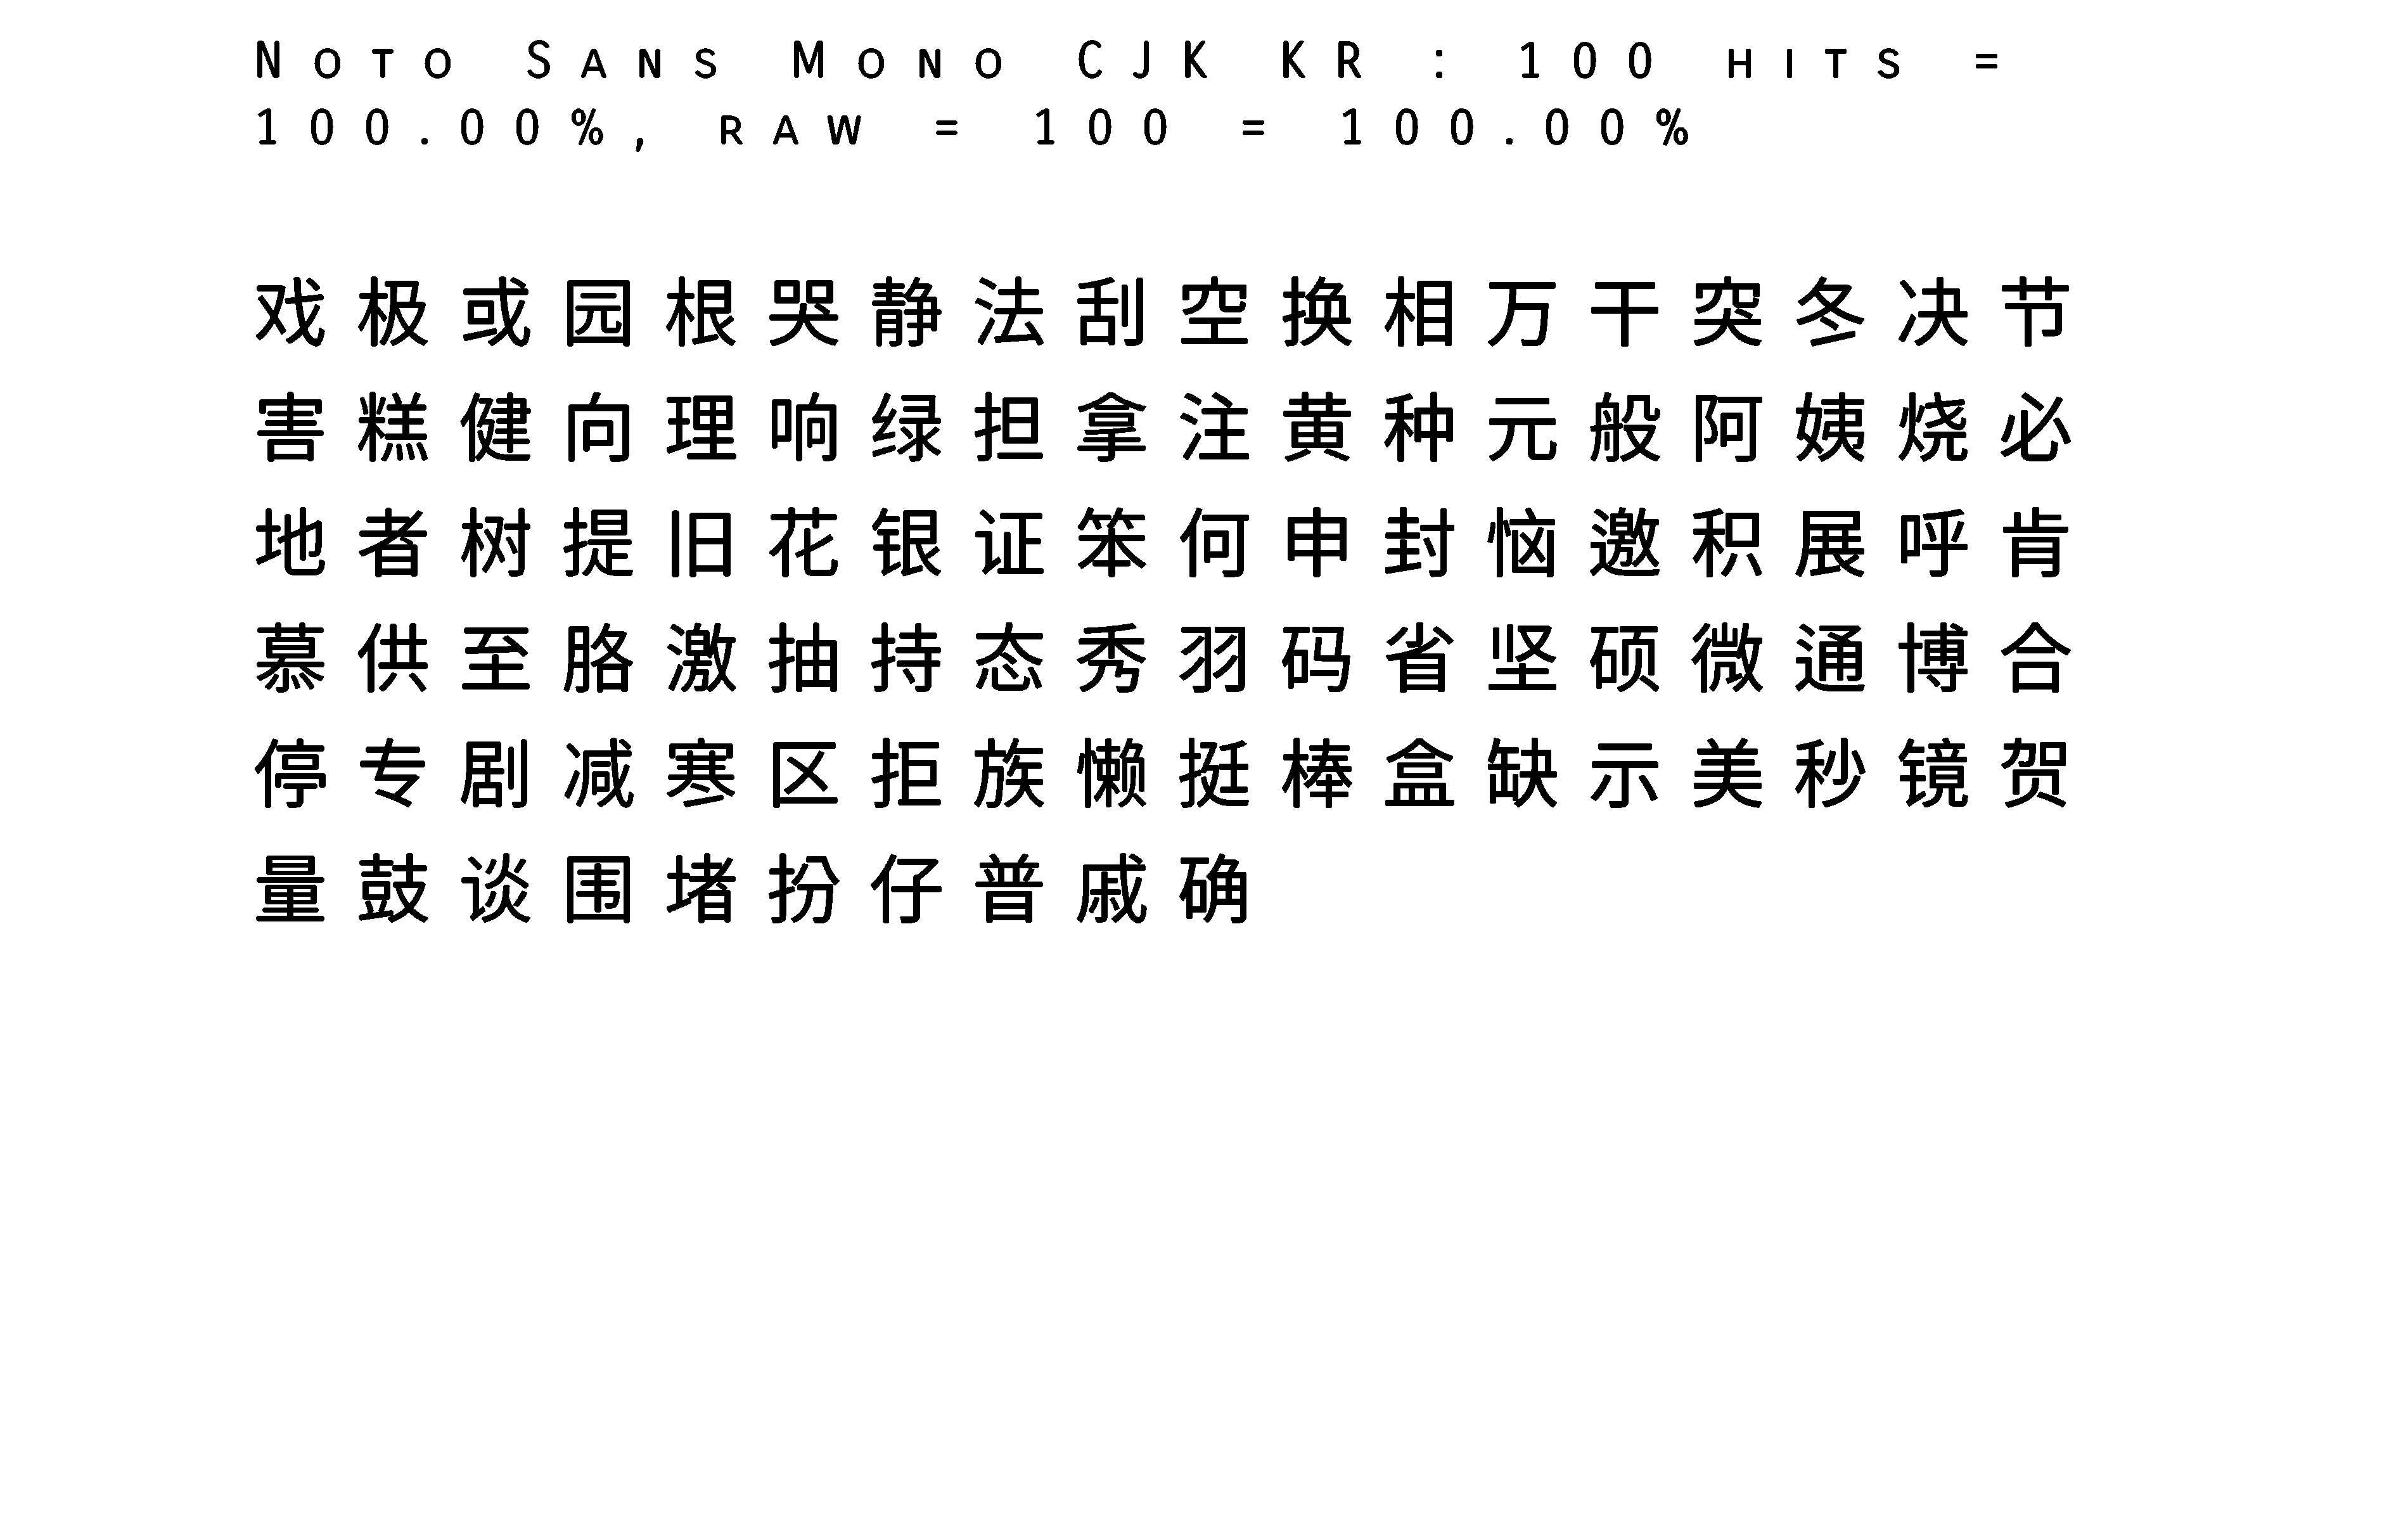 Noto Sans Mono CJK KR : 100 hits =
100.00%, raw = 100 = 100.00%
戏极或园根哭静法刮空换相万干突冬决节
害糕健向理响绿担拿注黄种元般阿姨烧必
地者树提旧花银证笨何申封恼邀积展呼肯
慕供至胳激抽持态秀羽码省坚硕微通博合
停专剧减寒区拒族懒挺棒盒缺示美秒镜贺
量鼓谈围堵扮仔普戚确